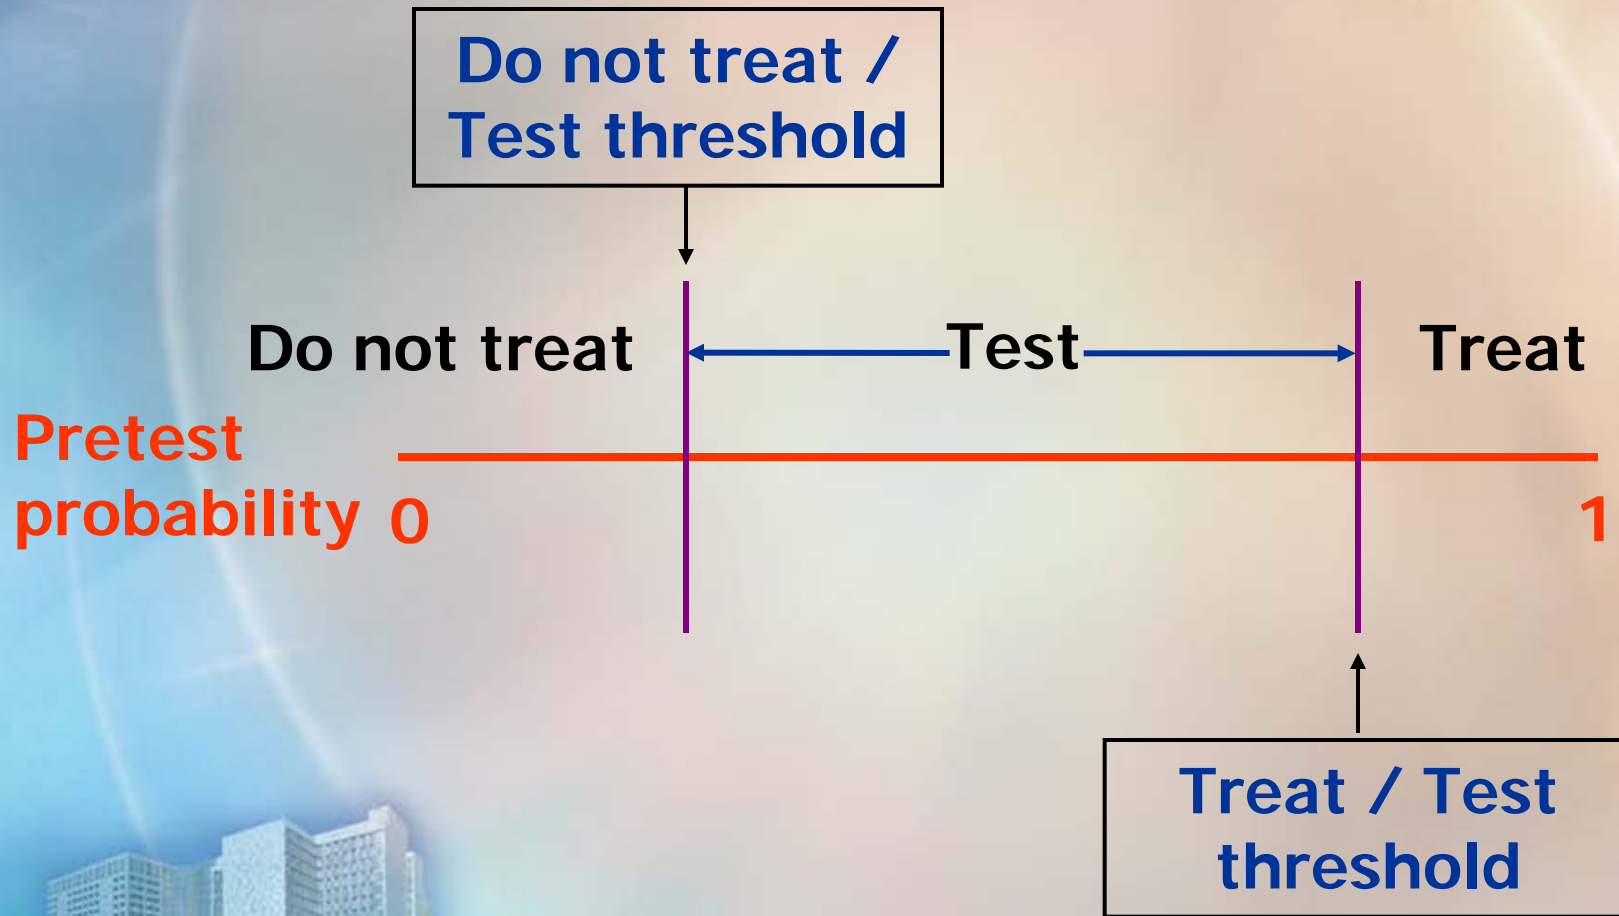 Do not treat /
Test threshold
Do not treat
Test
Treat
Pretest
probability
0
1
Treat / Test
threshold